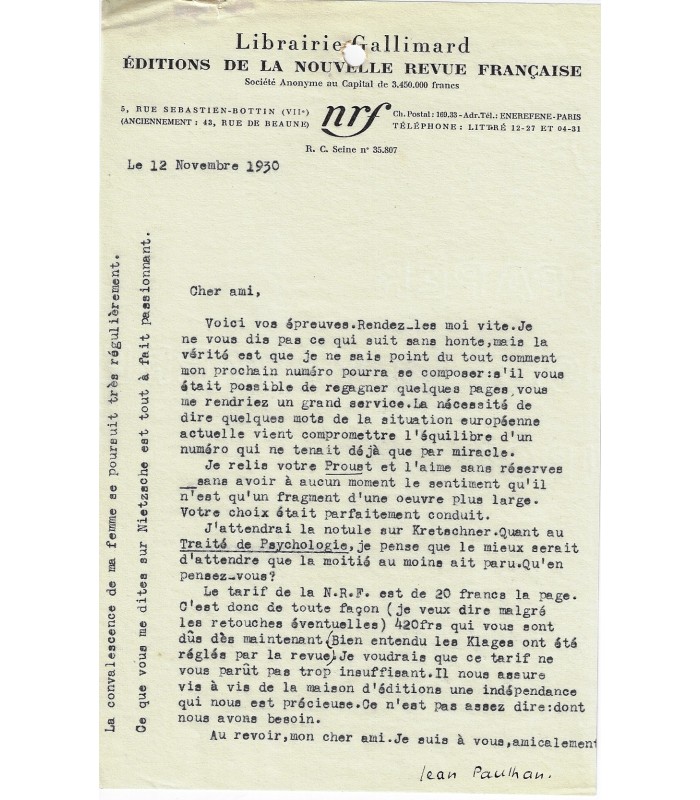 Librairie Gallimard
ÉDITIONS DE LA NOUVELLE REVUE FRANÇAISE
Société Anonyme au Capital de 3.450.000 francs
5, RUE SEBASTIEN-BOTTIN (VIIe)
(ANCIENNEMENT : 43, RUE DE BEAUNE)
nrf
Ch. Postal : 169.33 - Adr. Tél. : ENEREFENE-PARIS
TÉLÉPHONE : LITTRÉ 12-27 ET 04-31
R. C. Seine n° 35.807
Le 12 Novembre 1930
Cher ami,
Voici vos épreuves.Rendez-les moi vite.Je
ne vous dis pas ce qui suit sans honte,mais la
vérité est que je ne sais point du tout comment
mon prochain numéro pourra se composer:s'il vous
était possible de regagner quelques pages,vous
me rendriez un grand service.La nécessité de
dire quelques mots de la situation européenne
actuelle vient compromettre l'équilibre d'un
numéro qui ne tenait déjà que par miracle.
Je relis votre Proust et l'aime sans réserves
__sans avoir à aucun moment le sentiment qu'il
n'est qu'un fragment d'une oeuvre plus large.
Votre choix était parfaitement conduit.
J'attendrai la notule sur Kretschner.Quant au
Traité de Psychologie,je pense que le mieux serait
d'attendre que la moitié au moins ait paru.Qu'en
pensez-vous?
Le tarif de la N.R.F. est de 20 francs la page.
C'est donc de toute façon (je veux dire malgré
les retouches éventuelles) 420frs qui vous sont
dûs dès maintenant(Bien entendu les Klages ont été
réglés par la revue)Je voudrais que ce tarif ne
vous parût pas trop insuffisant.Il nous assure
vis à vis de la maison d'éditions une indépendance
qui nous est précieuse.Ce n'est pas assez dire:dont
nous avons besoin.
Au revoir,mon cher ami.Je suis à vous,amicalement
Jean Paulhan.
La convalescence de ma femme se poursuit très régulièrement.
Ce que vous me dites sur Nietzsche est tout à fait passionnant.